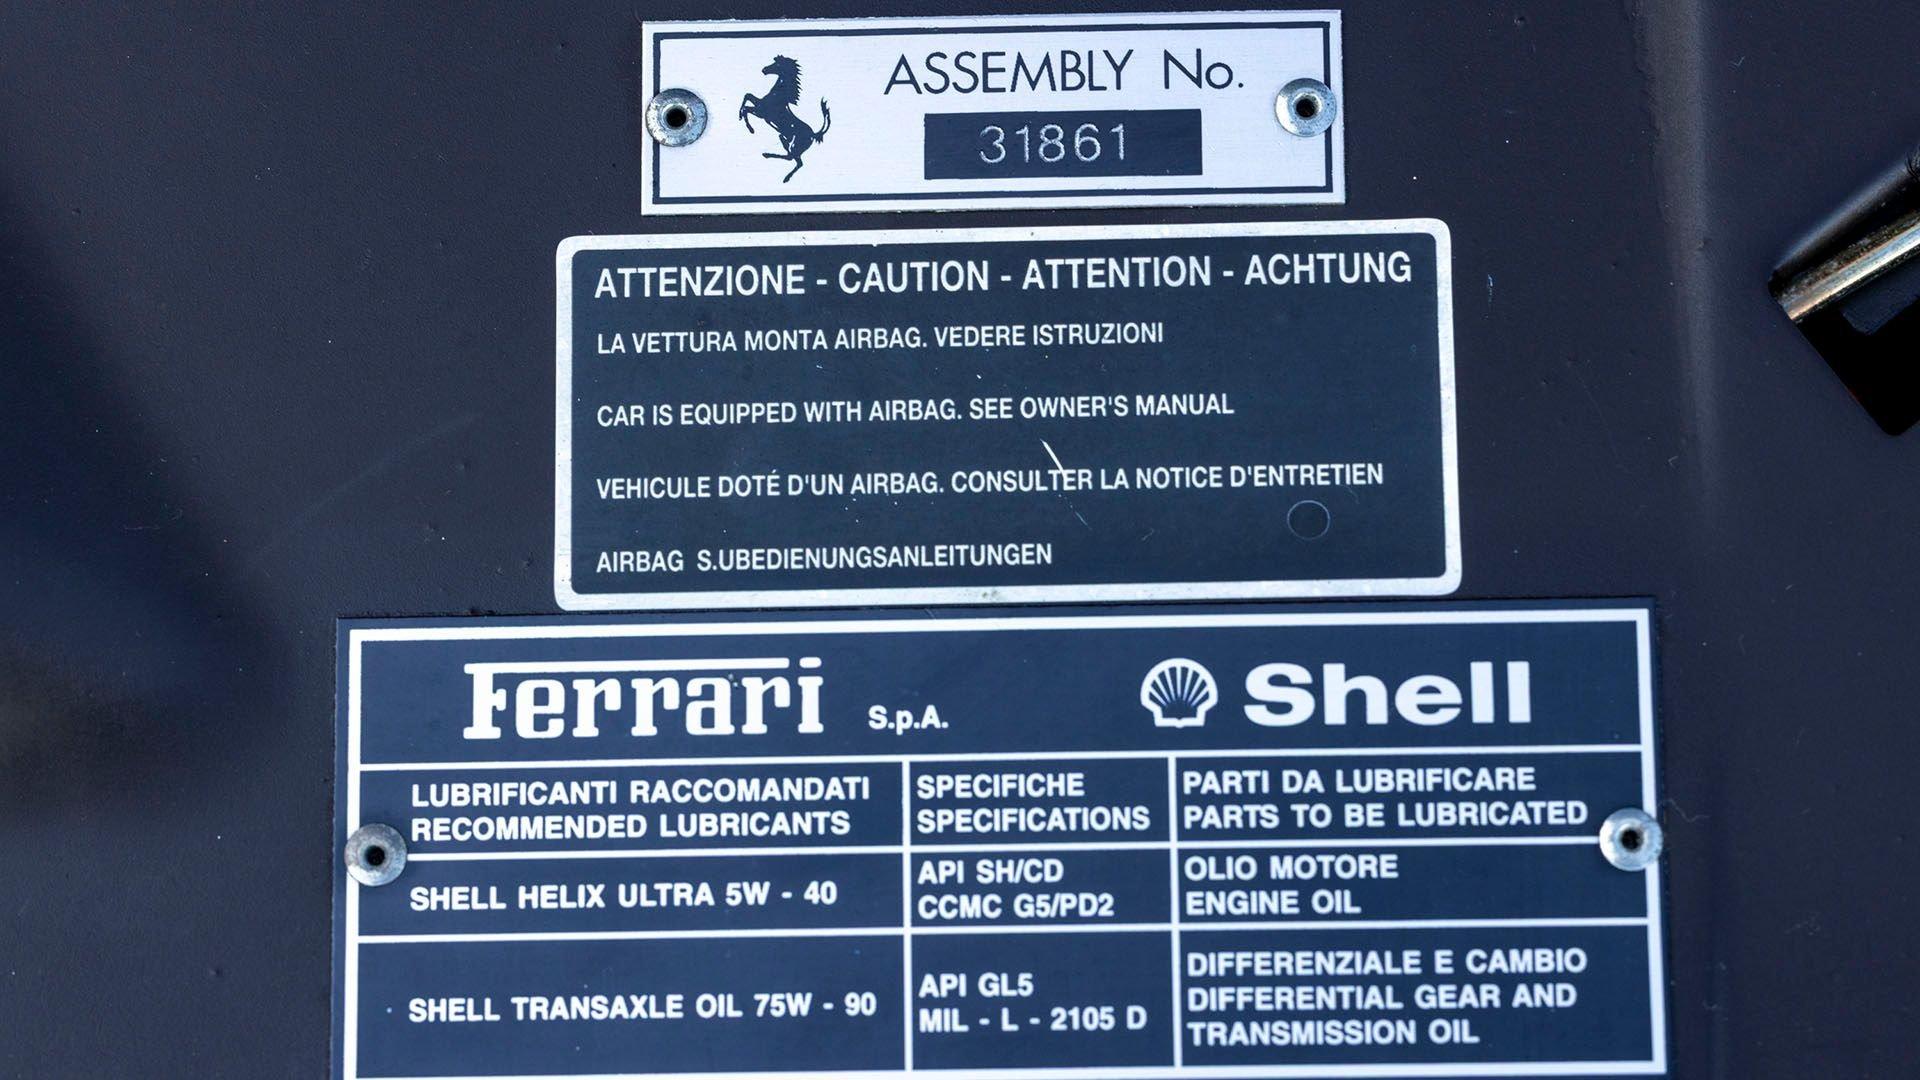 ASSEMBLY No.
31861
ATTENZIONE - CAUTION - ATTENTION - ACHTUNG
LA VETTURA MONTA AIRBAG. VEDERE ISTRUZIONI
CAR IS EQUIPPED WITH AIRBAG. SEE OWNER'S MANUAL
VEHICULE DOTÉ D'UN AIRBAG. CONSULTER LA NOTICE D'ENTRETIEN
AIRBAG S.UBEDIENUNGSANLEITUNGEN
Ferrari S.p.A. Shell
LUBRIFICANTI RACCOMANDATI
RECOMMENDED LUBRICANTS
SPECIFICHE
SPECIFICATIONS
PARTI DA LUBRIFICARE
PARTS TO BE LUBRICATED
SHELL HELIX ULTRA 5W - 40
API SH/CD
CCMC G5/PD2
OLIO MOTORE
ENGINE OIL
SHELL TRANSAXLE OIL 75W - 90
API GL5
MIL - L - 2105 D
DIFFERENZIALE E CAMBIO
DIFFERENTIAL GEAR AND
TRANSMISSION OIL